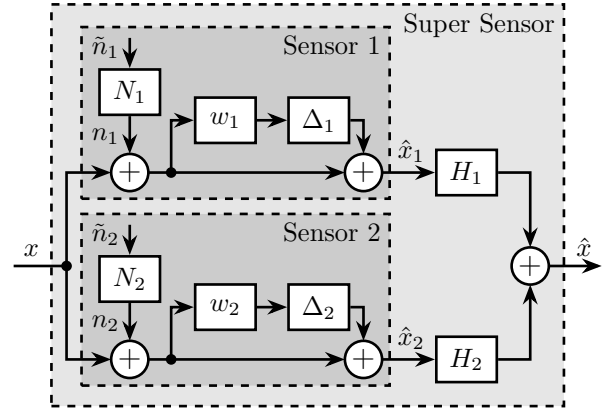 Super Sensor
Sensor 1
ñ₁
N₁
n₁
w₁
Δ₁
+
+
x̂₁
H₁
x
Sensor 2
ñ₂
N₂
n₂
w₂
Δ₂
+
+
x̂₂
H₂
+
x̂